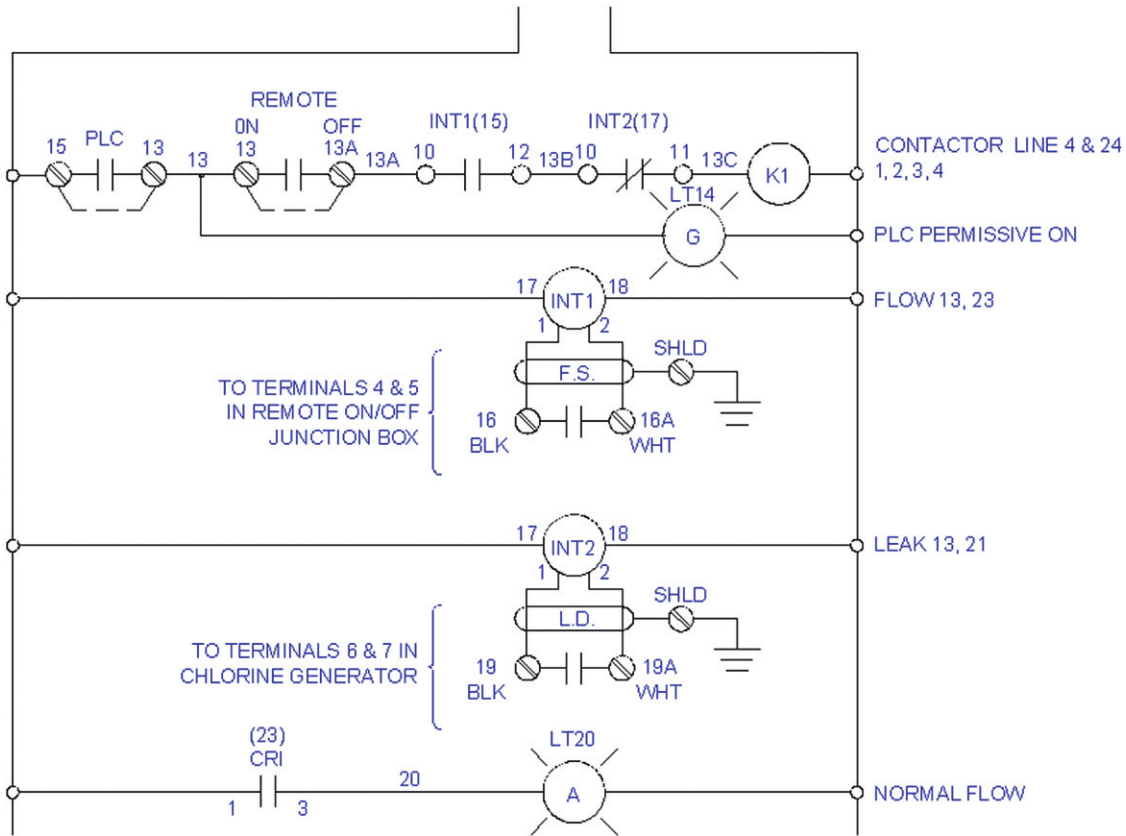 REMOTE
ON OFF
INT1(15)
INT2(17)
15 PLC 13
13
13 13A
13A
10 12
13B
10 11
13C
K1
CONTACTOR LINE 4 & 24
1, 2, 3, 4
LT14
G
PLC PERMISSIVE ON
17 INT1 18
FLOW 13, 23
1 2
F.S.
SHLD
TO TERMINALS 4 & 5
IN REMOTE ON/OFF
JUNCTION BOX
16
BLK
16A
WHT
17 INT2 18
LEAK 13, 21
1 2
L.D.
SHLD
TO TERMINALS 6 & 7 IN
CHLORINE GENERATOR
19
BLK
19A
WHT
(23)
CRI
1 3
20
LT20
A
NORMAL FLOW